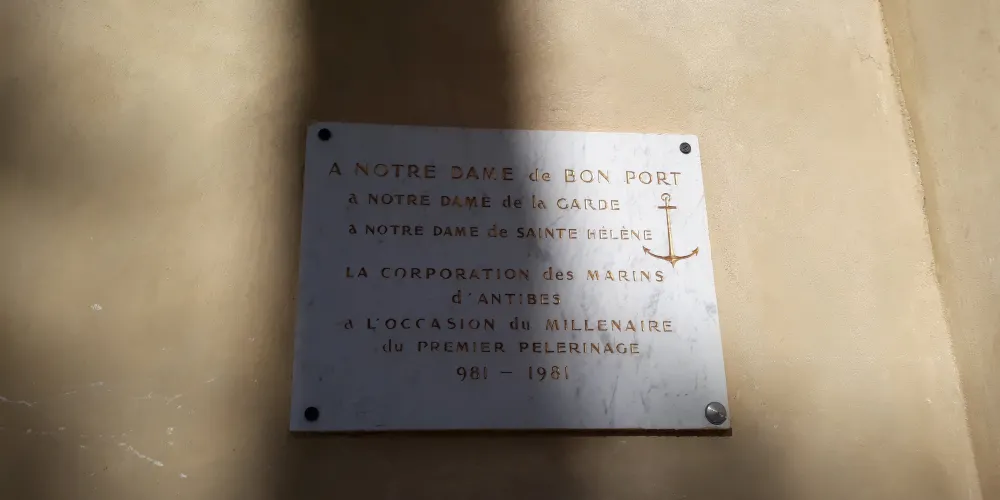 A NOTRE DAME de BON PORT
a NOTRE DAME de la GARDE
a NOTRE DAME de SAINTE HÉLÈNE
LA CORPORATION des MARINS
d'ANTIBES
a L'OCCASION du MILLENAIRE
du PREMIER PELERINAGE
981 - 1981